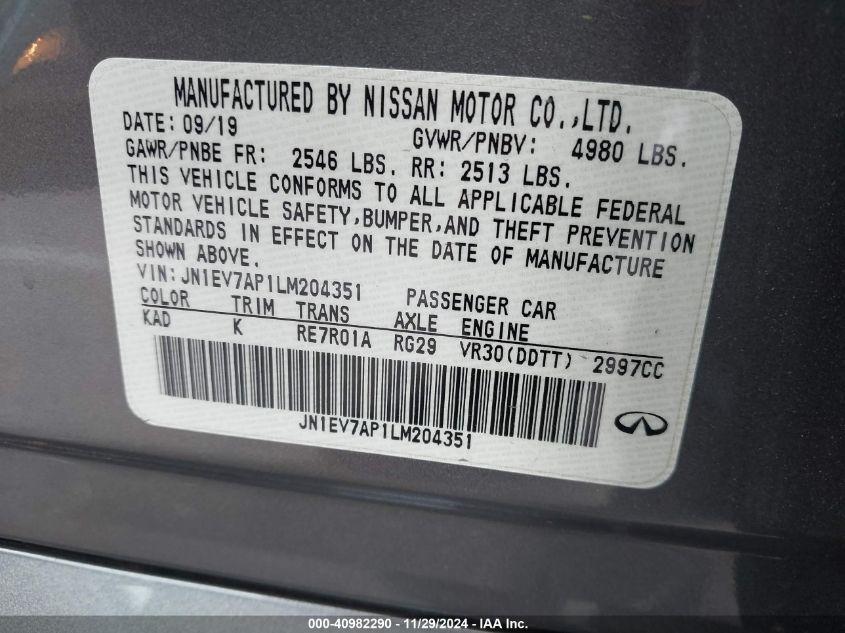 MANUFACTURED BY NISSAN MOTOR CO.,LTD.
DATE: 09/19 GVWR/PNBV: 4980 LBS.
GAWR/PNBE FR: 2546 LBS. RR: 2513 LBS.
THIS VEHICLE CONFORMS TO ALL APPLICABLE FEDERAL
MOTOR VEHICLE SAFETY,BUMPER,AND THEFT PREVENTION
STANDARDS IN EFFECT ON THE DATE OF MANUFACTURE
SHOWN ABOVE.
VIN:JN1EV7AP1LM204351 PASSENGER CAR
COLOR TRIM TRANS AXLE ENGINE
KAD K RE7R01A RG29 VR30(DDTT) 2997CC
JN1EV7AP1LM204351
000-40982290 - 11/29/2024 - IAA Inc.